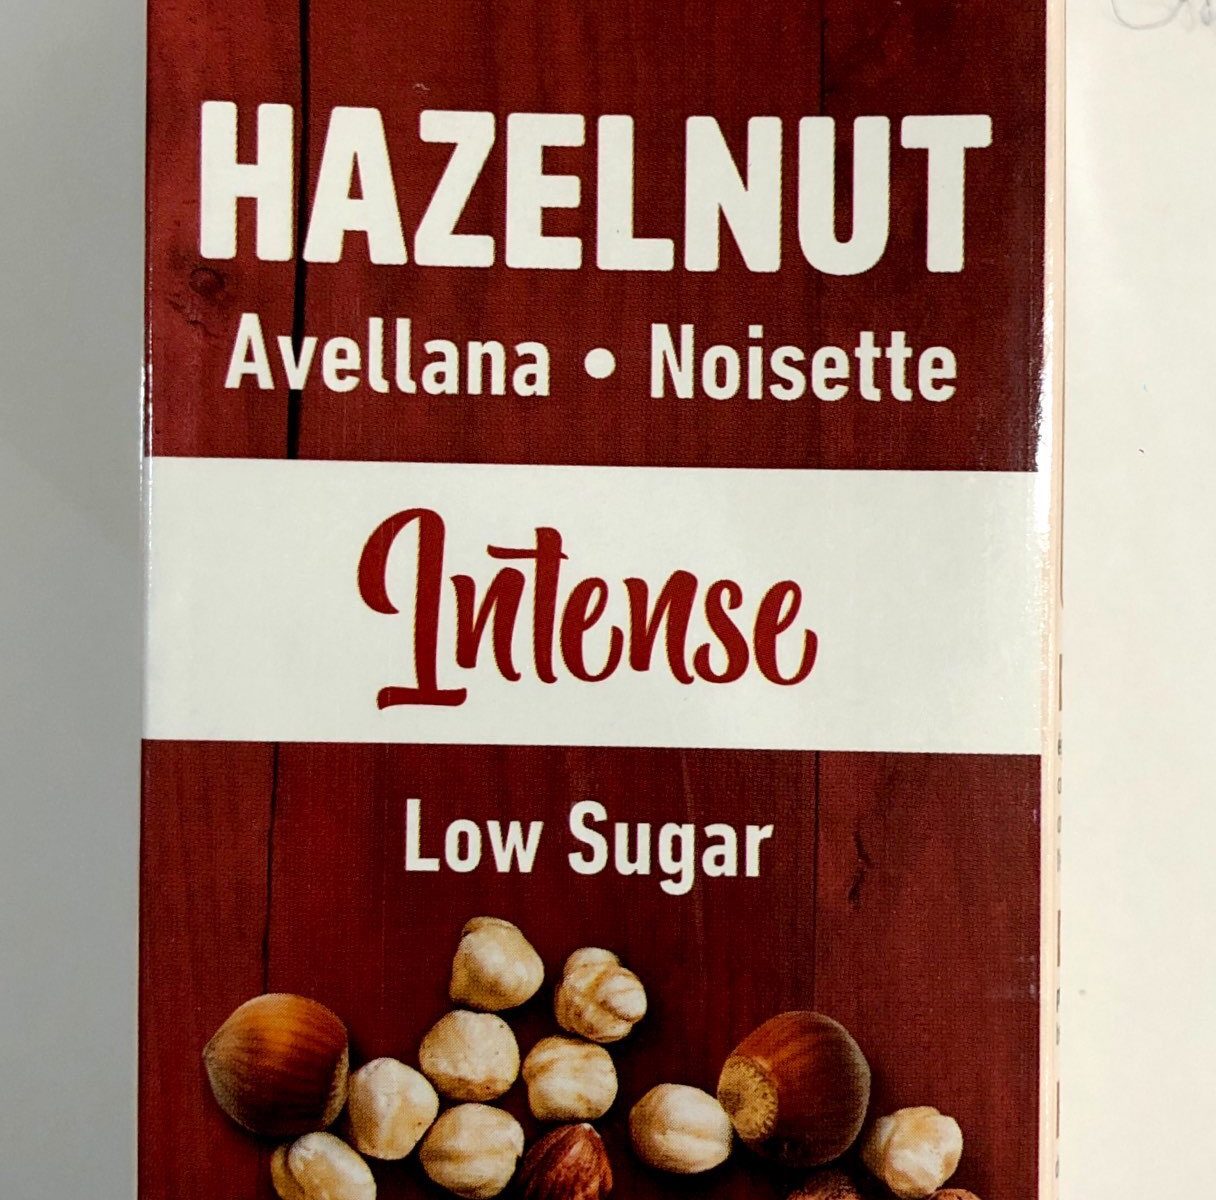 HAZELNUT
Avellana • Noisette
Intense
Low Sugar